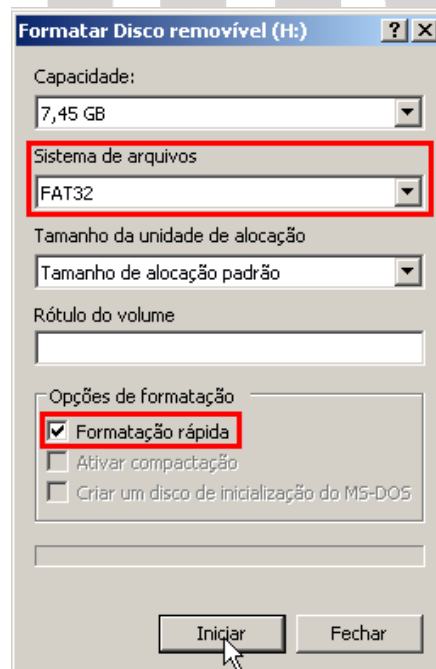 Formatar Disco removível (H:)
Capacidade:
7,45 GB
Sistema de arquivos
FAT32
Tamanho da unidade de alocação
Tamanho de alocação padrão
Rótulo do volume
Opções de formatação
Formatação rápida
Ativar compactação
Criar um disco de inicialização do MS-DOS
Iniciar Fechar